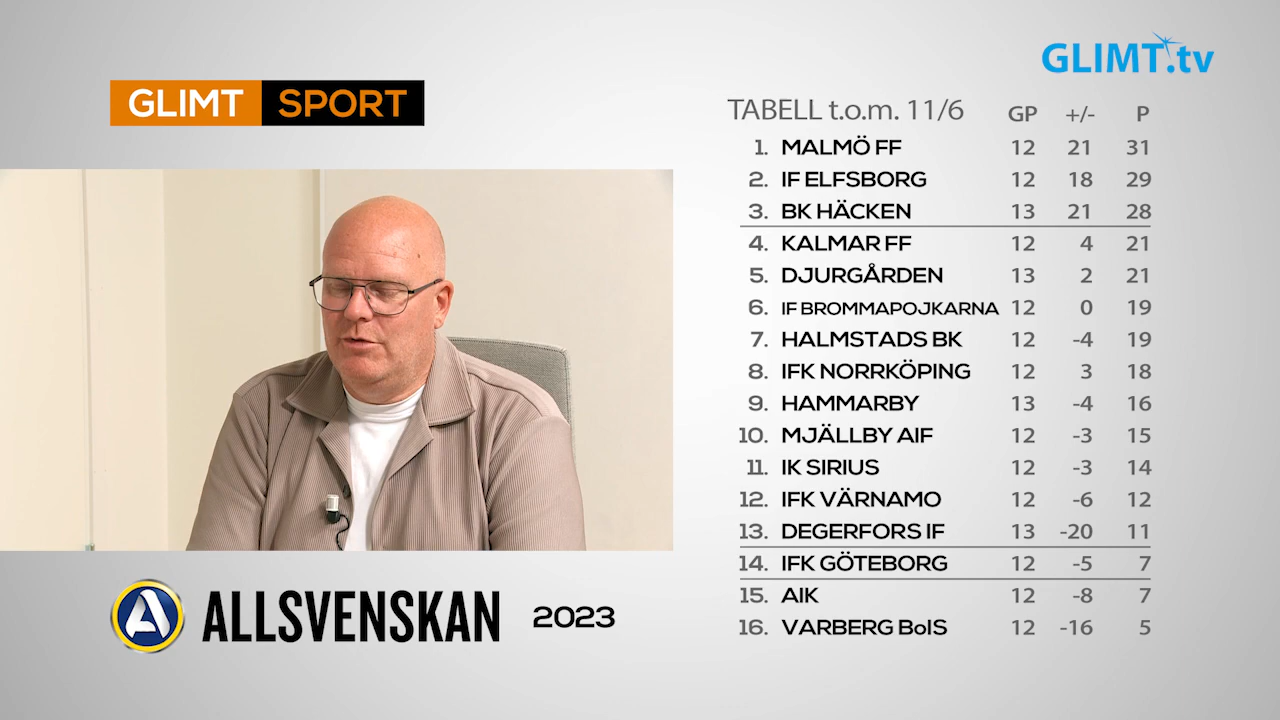 GLIMT SPORT
GLIMT.tv
TABELL t.o.m. 11/6 GP +/- P
1. MALMÖ FF 12 21 31
2. IF ELFSBORG 12 18 29
3. BK HÄCKEN 13 21 28
4. KALMAR FF 12 4 21
5. DJURGÅRDEN 13 2 21
6. IF BROMMAPOJKARNA 12 0 19
7. HALMSTADS BK 12 -4 19
8. IFK NORRKÖPING 12 3 18
9. HAMMARBY 13 -4 16
10. MJÄLLBY AIF 12 -3 15
11. IK SIRIUS 12 -3 14
12. IFK VÄRNAMO 12 -6 12
13. DEGERFORS IF 13 -20 11
14. IFK GÖTEBORG 12 -5 7
15. AIK 12 -8 7
16. VARBERG BoIS 12 -16 5
A ALLSVENSKAN 2023